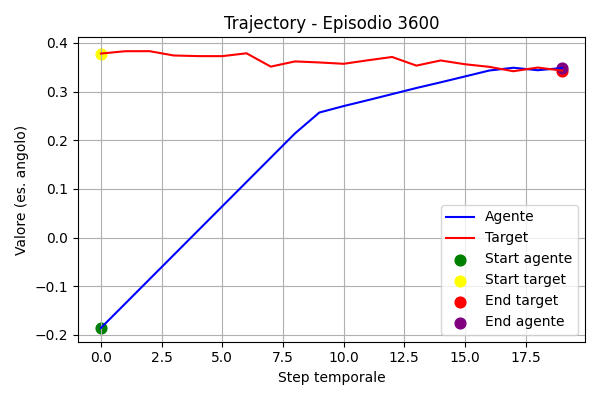 Trajectory - Episodio 3600
Valore (es. angolo)
0.4
0.3
0.2
0.1
0.0
−0.1
−0.2
Agente
Target
Start agente
Start target
End target
End agente
0.0 2.5 5.0 7.5 10.0 12.5 15.0 17.5
Step temporale